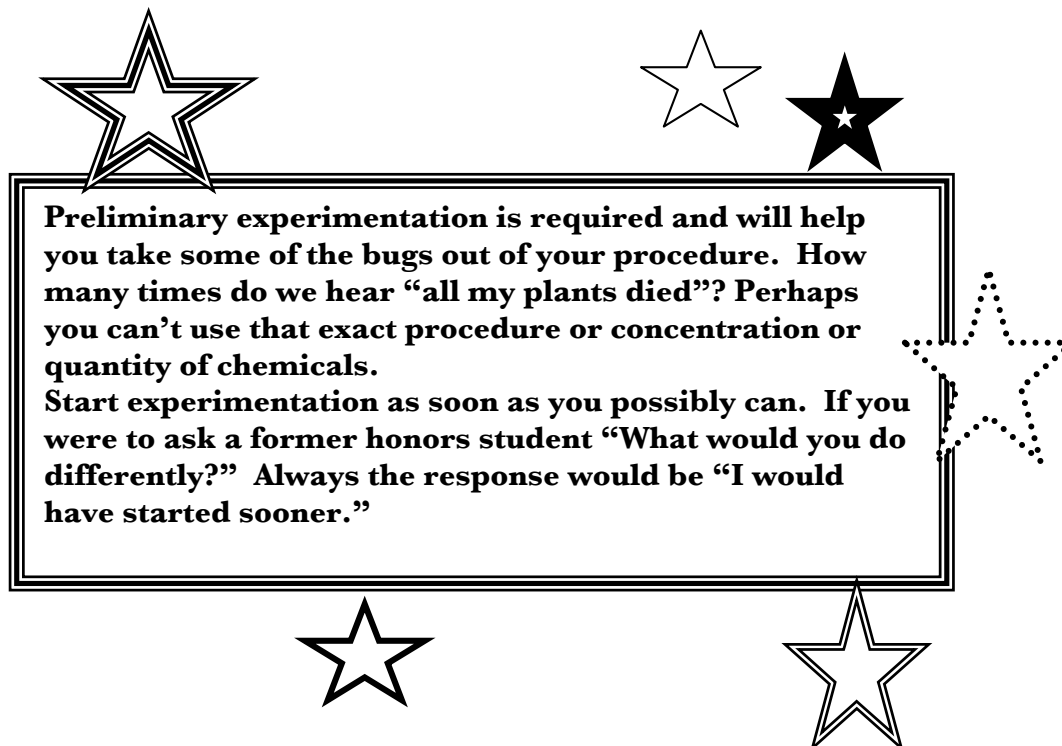 Preliminary experimentation is required and will help
you take some of the bugs out of your procedure.  How
many times do we hear “all my plants died”? Perhaps
you can’t use that exact procedure or concentration or
quantity of chemicals.
Start experimentation as soon as you possibly can.  If you
were to ask a former honors student “What would you do
differently?”  Always the response would be “I would
have started sooner.”